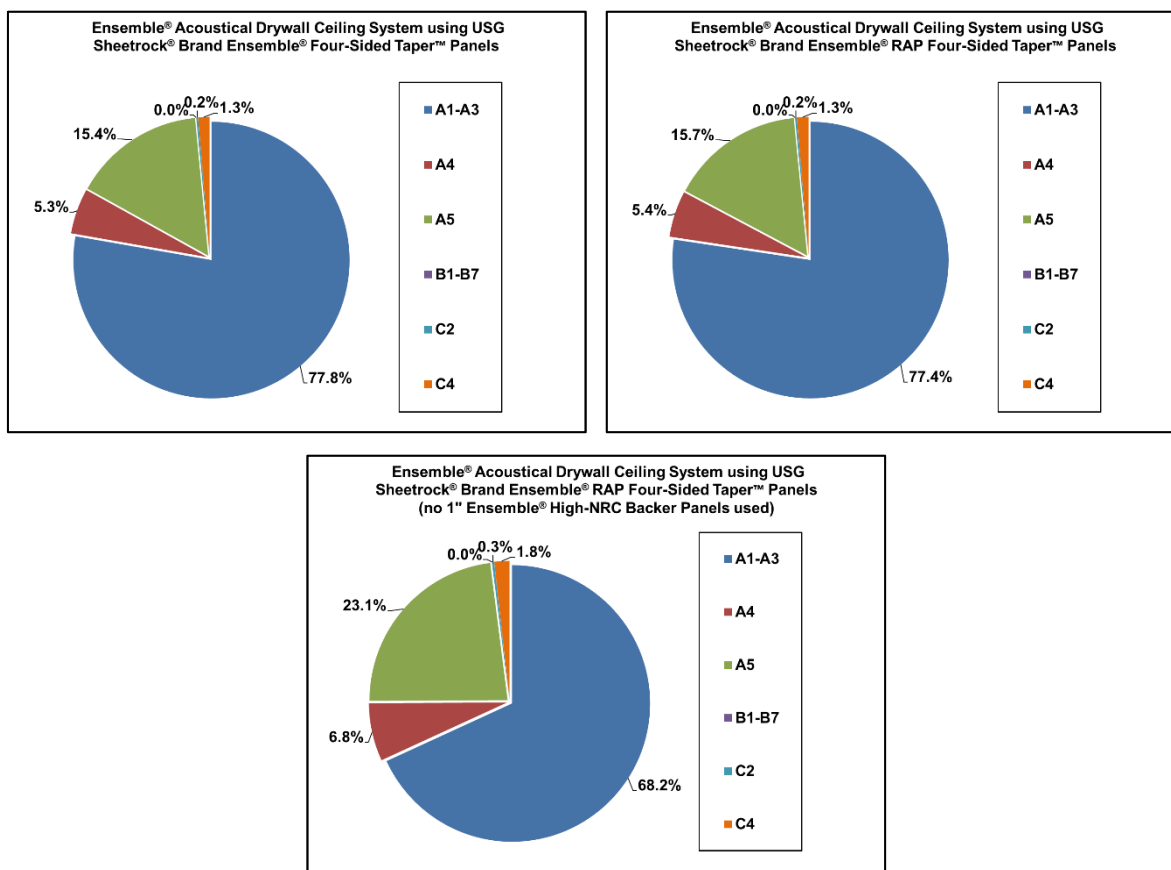 Ensemble® Acoustical Drywall Ceiling System using USG
Sheetrock® Brand Ensemble® Four-Sided Taper™ Panels
0.2%
0.0%
1.3%
15.4%
5.3%
77.8%
A1-A3
A4
A5
B1-B7
C2
C4
Ensemble® Acoustical Drywall Ceiling System using USG
Sheetrock® Brand Ensemble® RAP Four-Sided Taper™ Panels
0.2%
0.0%
1.3%
15.7%
5.4%
77.4%
A1-A3
A4
A5
B1-B7
C2
C4
Ensemble® Acoustical Drywall Ceiling System using USG
Sheetrock® Brand Ensemble® RAP Four-Sided Taper™ Panels
(no 1" Ensemble® High-NRC Backer Panels used)
0.3%
0.0%
1.8%
23.1%
6.8%
68.2%
A1-A3
A4
A5
B1-B7
C2
C4